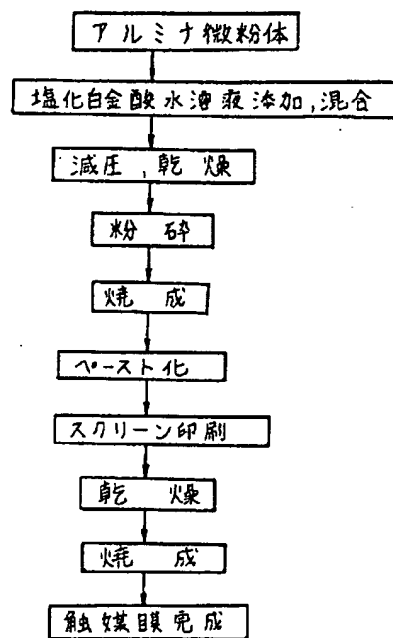 アルミナ微粉体
塩化白金酸水溶液添加,混合
減圧,乾燥
粉砕
焼成
ペースト化
スクリーン印刷
乾燥
焼成
触媒膜完成